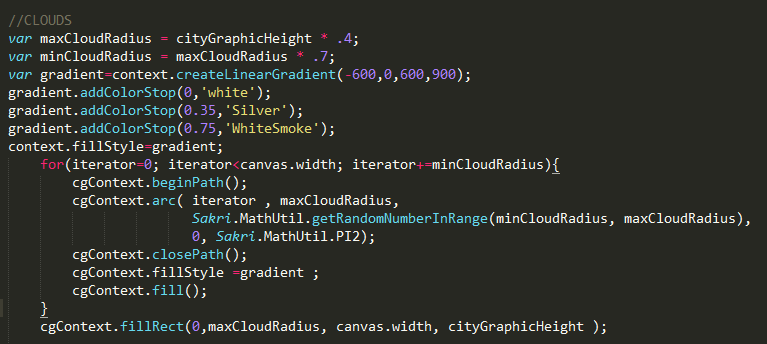 //CLOUDS
var maxCloudRadius = cityGraphicHeight * .4;
var minCloudRadius = maxCloudRadius * .7;
var gradient=context.createLinearGradient(-600,0,600,900);
gradient.addColorStop(0,'white');
gradient.addColorStop(0.35,'Silver');
gradient.addColorStop(0.75,'WhiteSmoke');
context.fillStyle=gradient;
for(iterator=0; iterator<canvas.width; iterator+=minCloudRadius){
cgContext.beginPath();
cgContext.arc( iterator , maxCloudRadius,
Sakri.MathUtil.getRandomNumberInRange(minCloudRadius, maxCloudRadius),
0, Sakri.MathUtil.PI2);
cgContext.closePath();
cgContext.fillStyle =gradient ;
cgContext.fill();
}
cgContext.fillRect(0,maxCloudRadius, canvas.width, cityGraphicHeight );